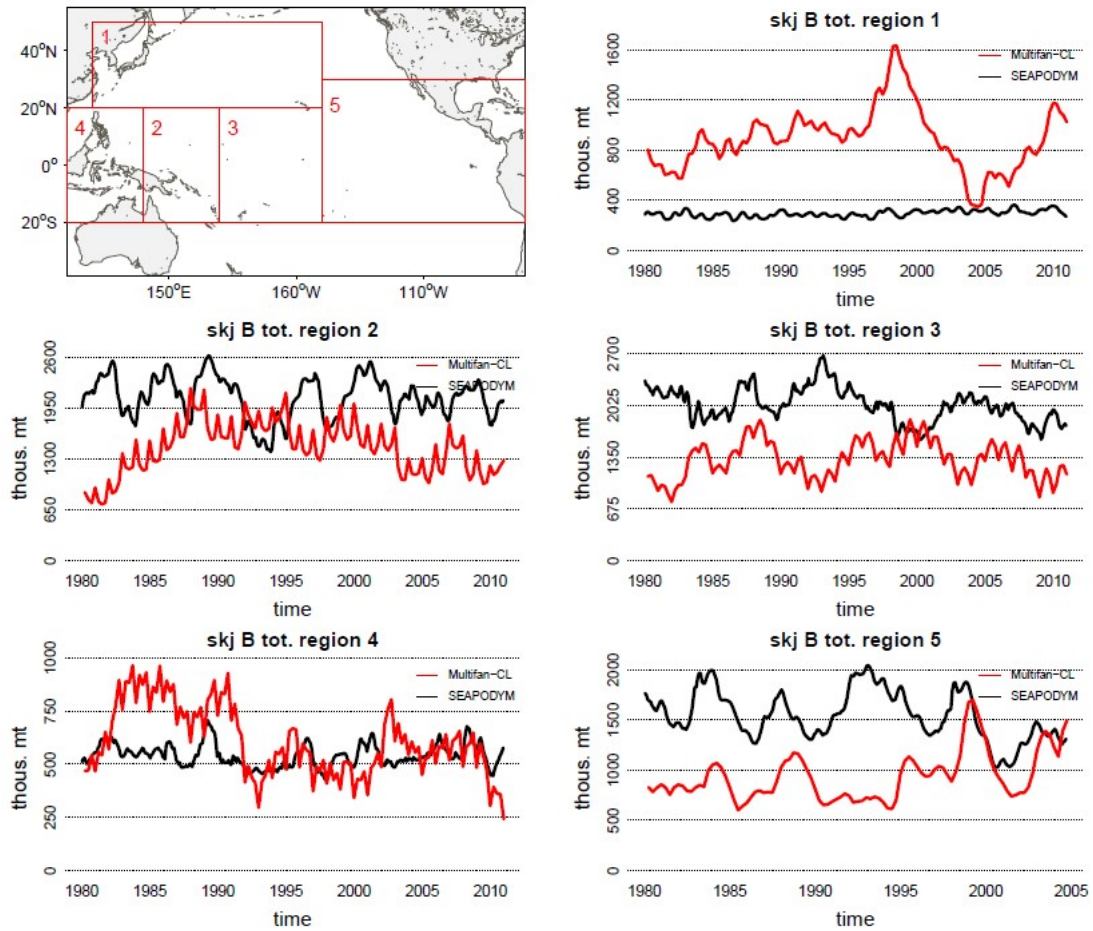 40°N
20°N
0°
20°S
150°E 160°W 110°W
1
4 2 3 5
skj B tot. region 1
Multifan-CL
SEAPODYM
thous. mt
0 400 800 1200 1600
1980 1985 1990 1995 2000 2005 2010
time
skj B tot. region 2
Multifan-CL
SEAPODYM
thous. mt
0 650 1300 1950 2600
1980 1985 1990 1995 2000 2005 2010
time
skj B tot. region 3
Multifan-CL
SEAPODYM
thous. mt
0 675 1350 2025 2700
1980 1985 1990 1995 2000 2005 2010
time
skj B tot. region 4
Multifan-CL
SEAPODYM
thous. mt
0 250 500 750 1000
1980 1985 1990 1995 2000 2005 2010
time
skj B tot. region 5
Multifan-CL
SEAPODYM
thous. mt
0 500 1000 1500 2000
1980 1985 1990 1995 2000 2005
time